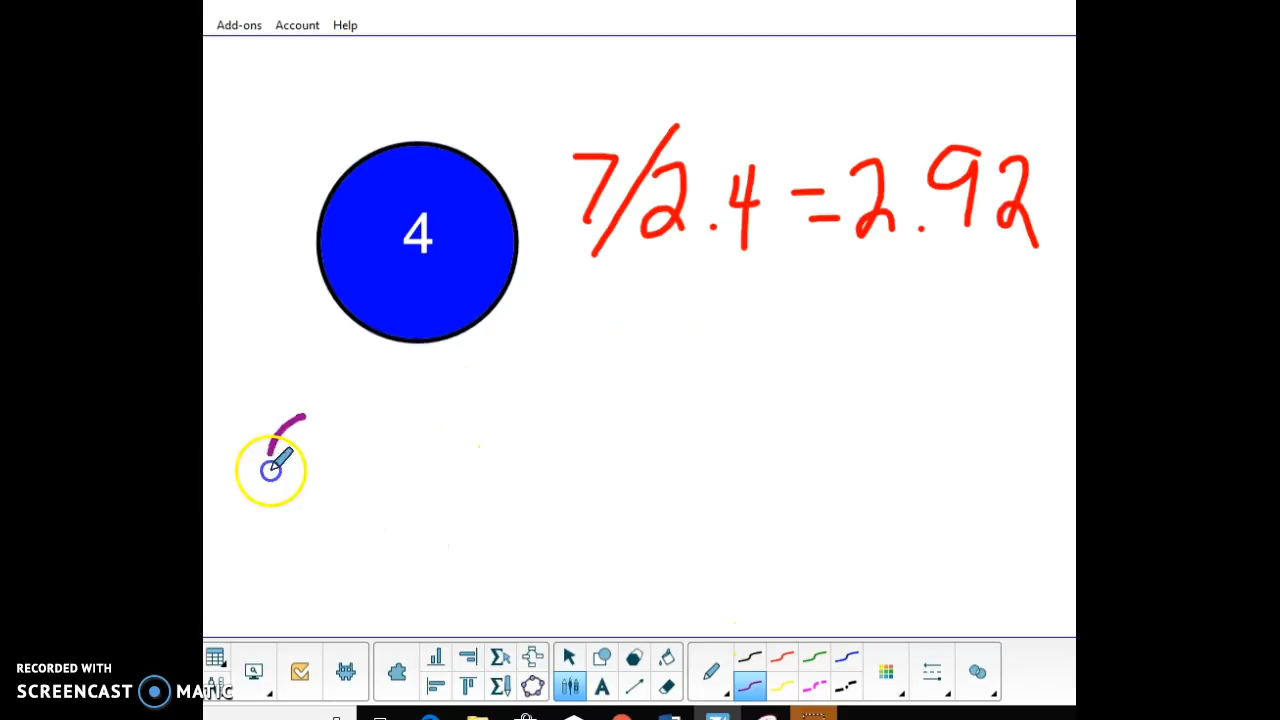 Add-ons Account Help
7/2.4 = 2.92
4
RECORDED WITH
SCREENCAST MATIC